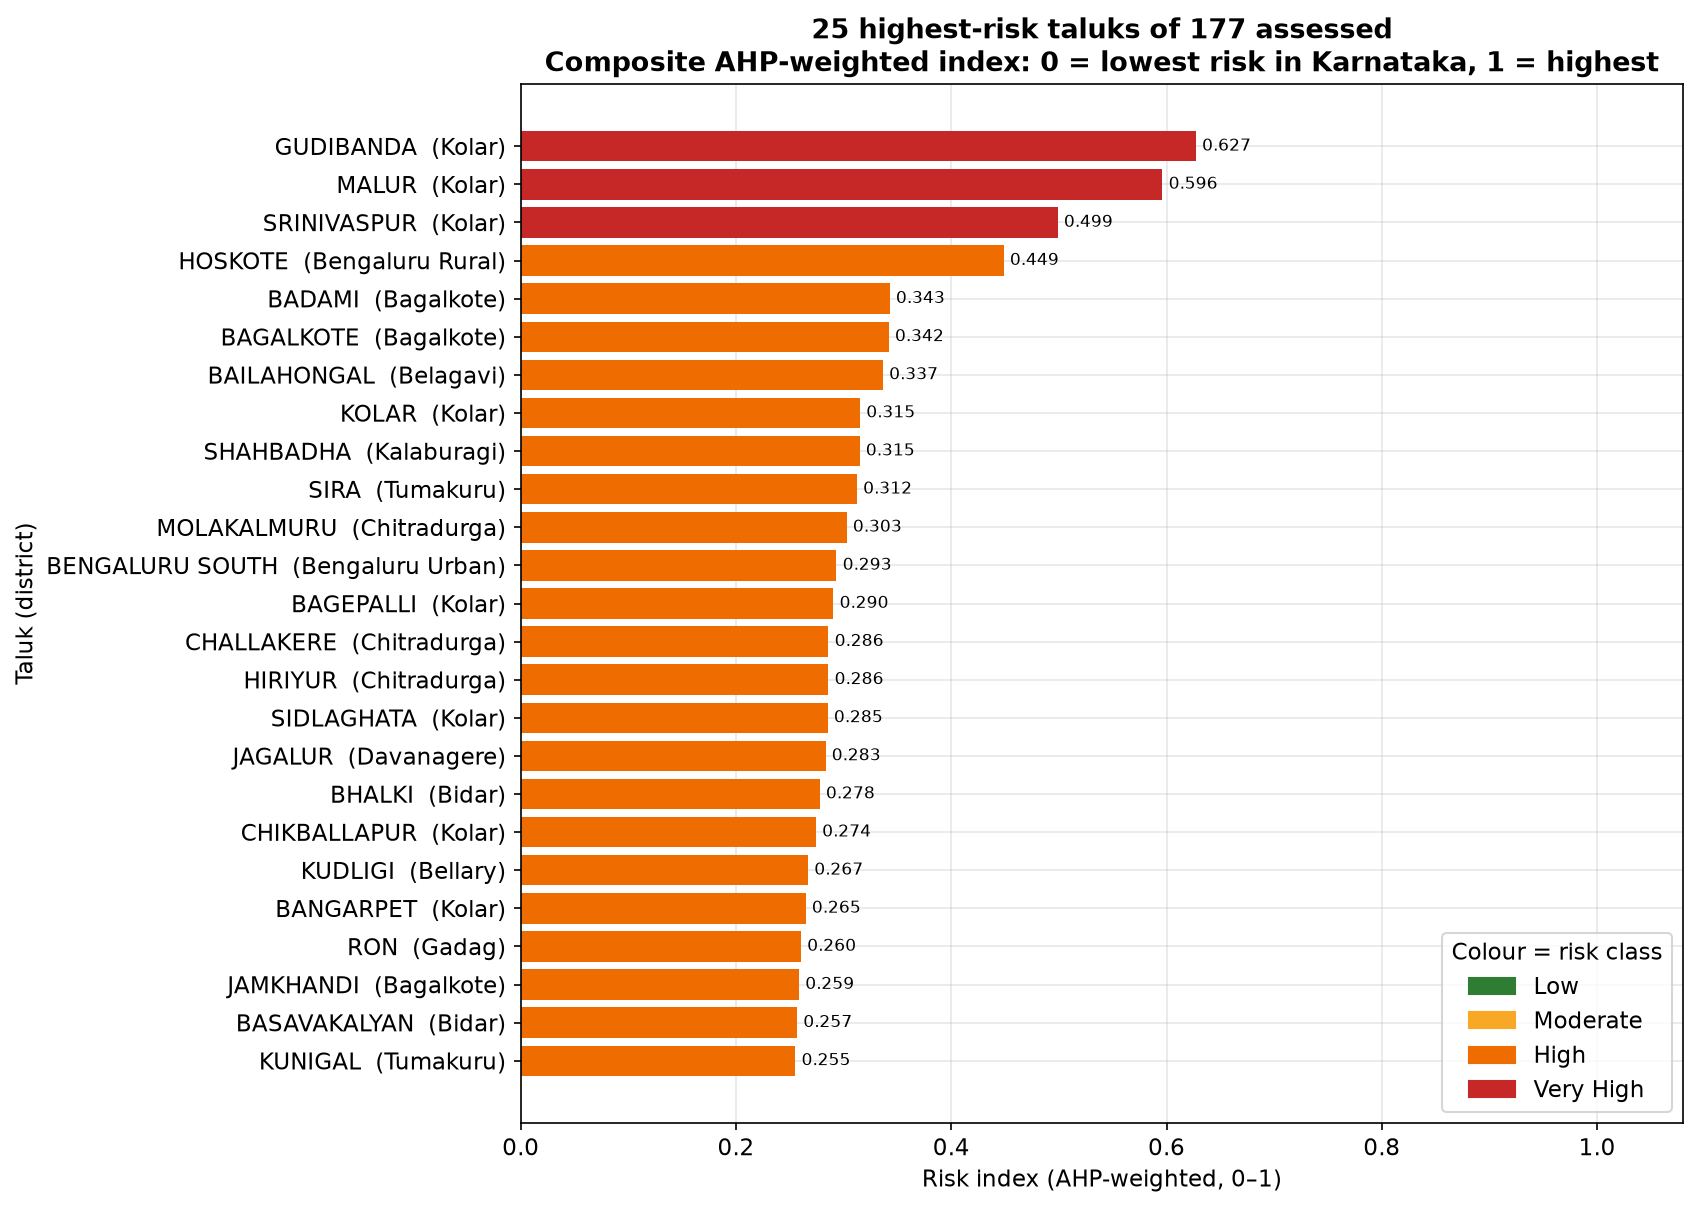 25 highest-risk taluks of 177 assessed
Composite AHP-weighted index: 0 = lowest risk in Karnataka, 1 = highest
Taluk (district)
GUDIBANDA (Kolar) 0.627
MALUR (Kolar) 0.596
SRINIVASPUR (Kolar) 0.499
HOSKOTE (Bengaluru Rural) 0.449
BADAMI (Bagalkote) 0.343
BAGALKOTE (Bagalkote) 0.342
BAILAHONGAL (Belagavi) 0.337
KOLAR (Kolar) 0.315
SHAHBADHA (Kalaburagi) 0.315
SIRA (Tumakuru) 0.312
MOLAKALMURU (Chitradurga) 0.303
BENGALURU SOUTH (Bengaluru Urban) 0.293
BAGEPALLI (Kolar) 0.290
CHALLAKERE (Chitradurga) 0.286
HIRIYUR (Chitradurga) 0.286
SIDLAGHATA (Kolar) 0.285
JAGALUR (Davanagere) 0.283
BHALKI (Bidar) 0.278
CHIKBALLAPUR (Kolar) 0.274
KUDLIGI (Bellary) 0.267
BANGARPET (Kolar) 0.265
RON (Gadag) 0.260
JAMKHANDI (Bagalkote) 0.259
BASAVAKALYAN (Bidar) 0.257
KUNIGAL (Tumakuru) 0.255
Colour = risk class
Low
Moderate
High
Very High
0.0 0.2 0.4 0.6 0.8 1.0
Risk index (AHP-weighted, 0–1)